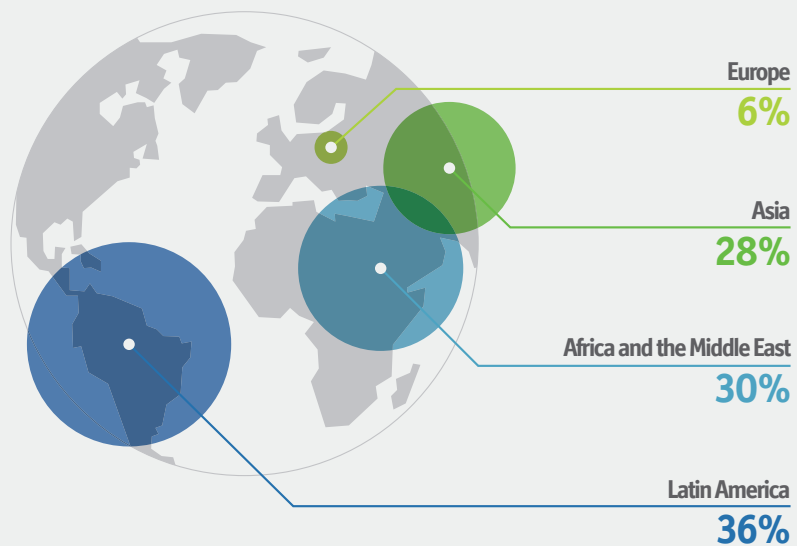 Europe
6%
Asia
28%
Africa and the Middle East
30%
Latin America
36%